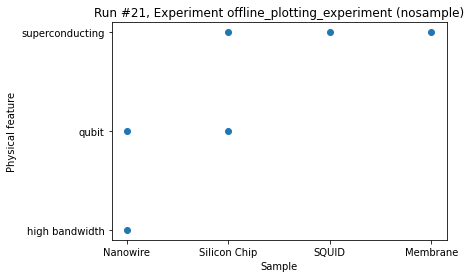 Run #21, Experiment offline_plotting_experiment (nosample)
superconducting
qubit
high bandwidth
Physical feature
Nanowire Silicon Chip SQUID Membrane
Sample